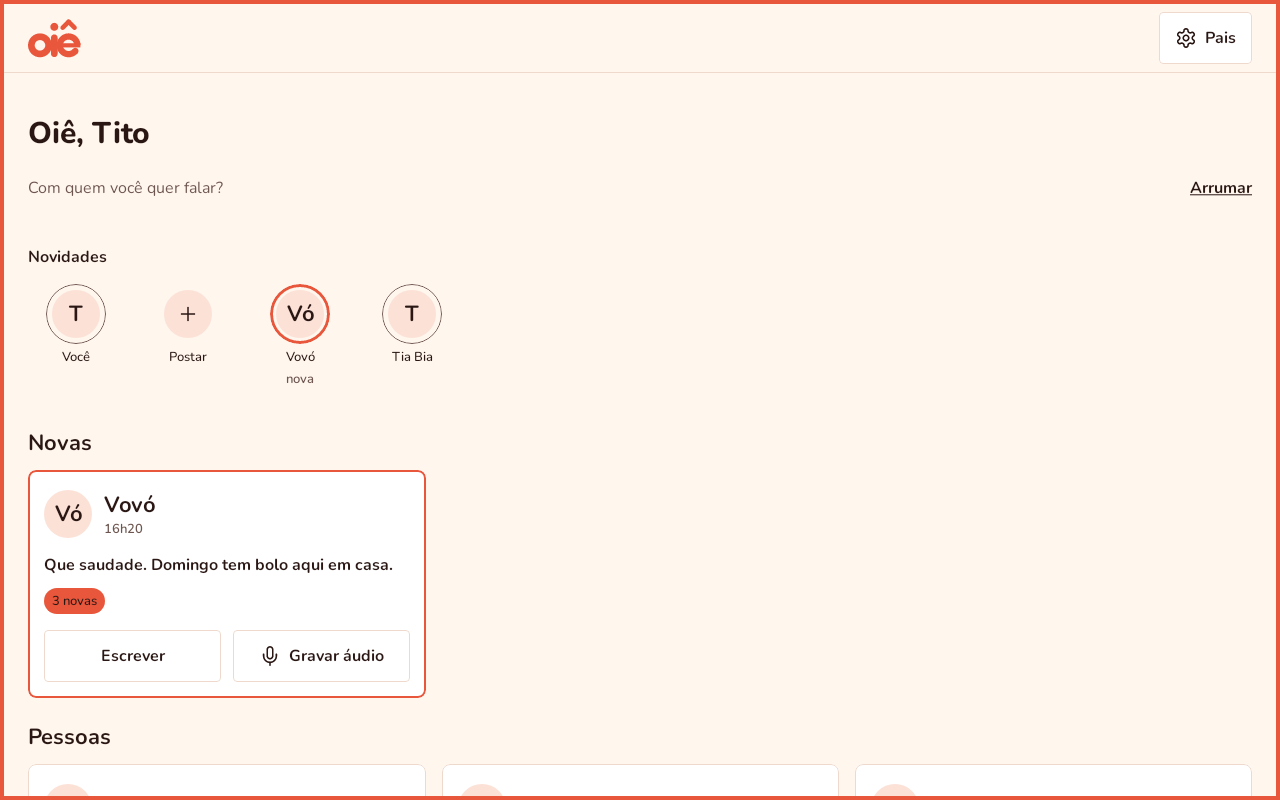 oiê
Pais
Oiê, Tito
Com quem você quer falar?
Arrumar
Novidades
T
Vó
T
Você
Postar
Vovó
Tia Bia
nova
Novas
Vó
Vovó
16h20
Que saudade. Domingo tem bolo aqui em casa.
3 novas
Escrever
Gravar áudio
Pessoas